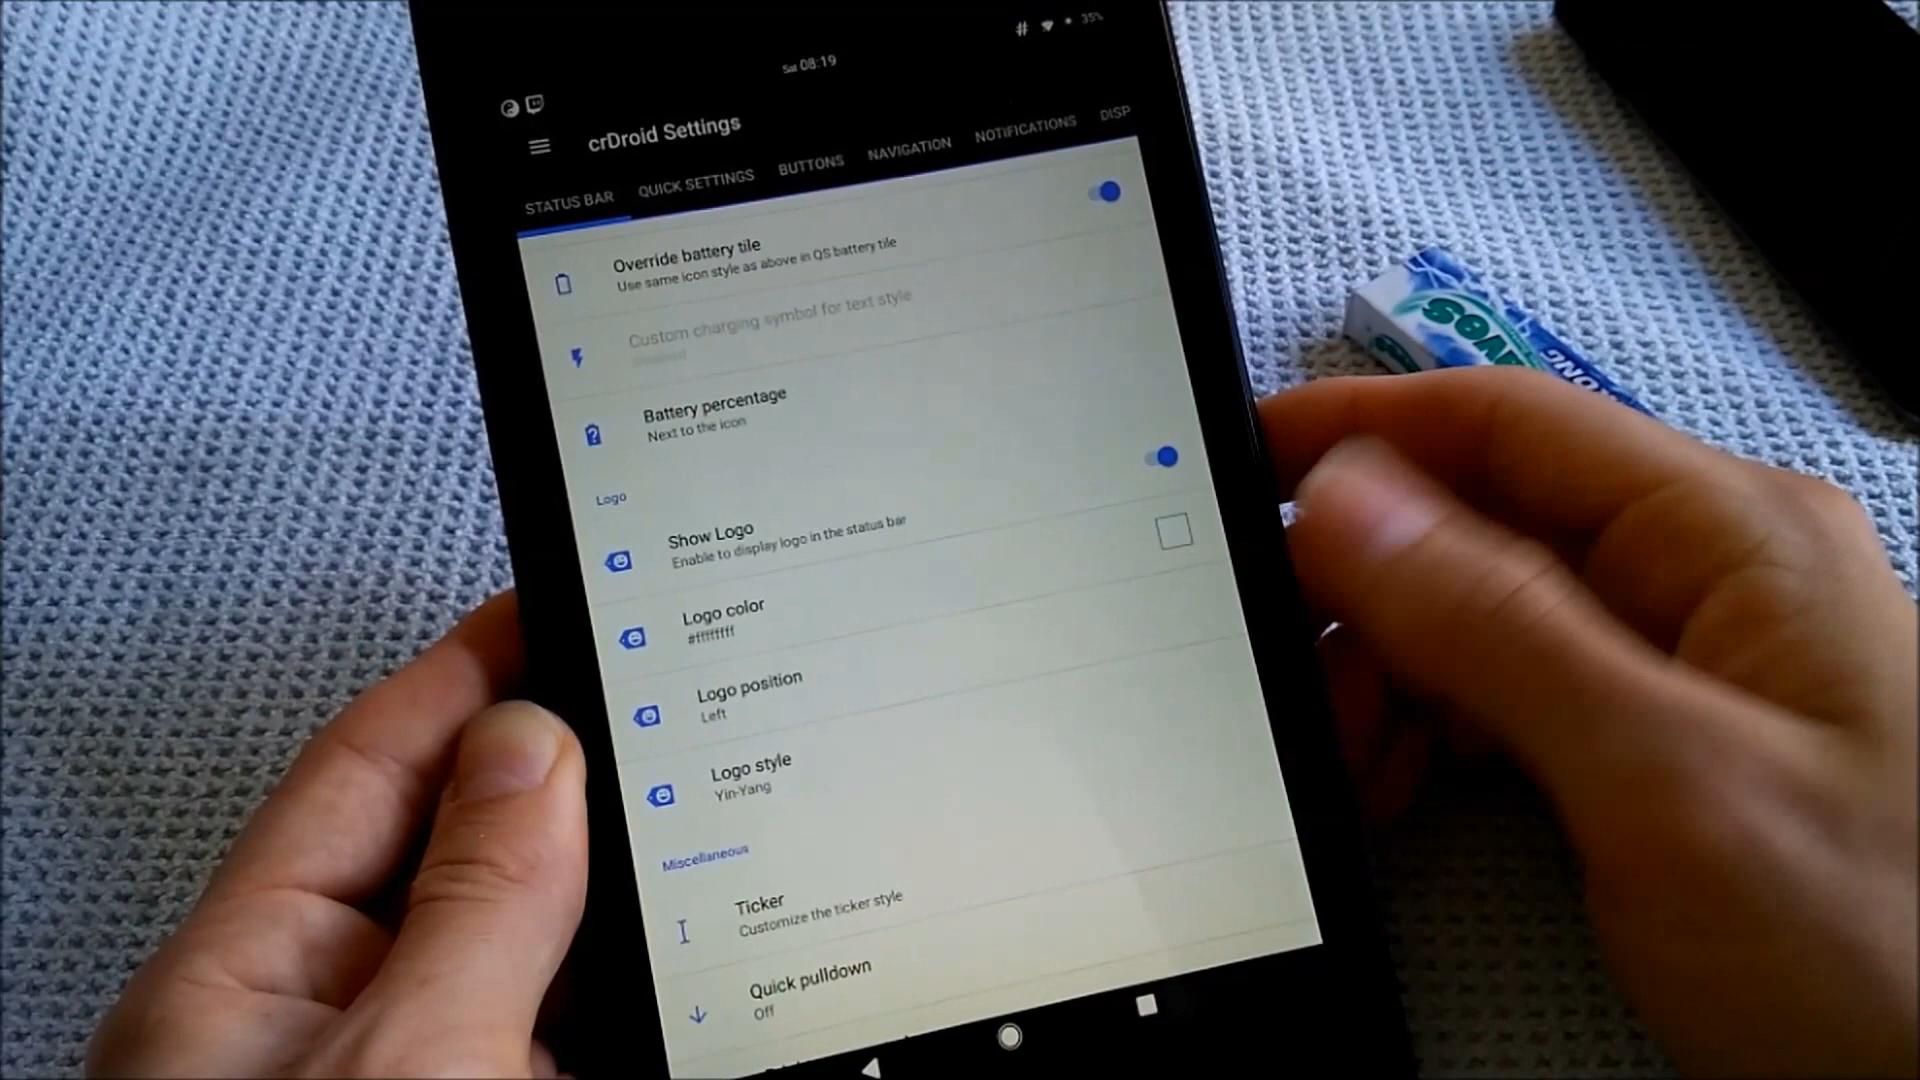 # 35%
Sat 08:19
crDroid Settings
STATUS BAR QUICK SETTINGS BUTTONS NAVIGATION NOTIFICATIONS DISP
Override battery tile
Use same icon style as above in QS battery tile
Custom charging symbol for text style
Battery percentage
Next to the icon
Logo
Show Logo
Enable to display logo in the status bar
Logo color
#ffffffff
Logo position
Left
Logo style
Yin-Yang
Miscellaneous
Ticker
Customize the ticker style
Quick pulldown
Off